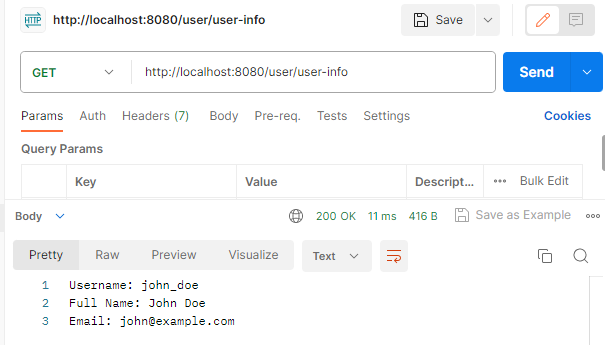 HTTP http://localhost:8080/user/user-info Save
GET http://localhost:8080/user/user-info Send
Params Auth Headers (7) Body Pre-req. Tests Settings Cookies
Query Params
Key Value Descript... Bulk Edit
Body 200 OK 11 ms 416 B Save as Example
Pretty Raw Preview Visualize Text
1 Username: john_doe
2 Full Name: John Doe
3 Email: john@example.com